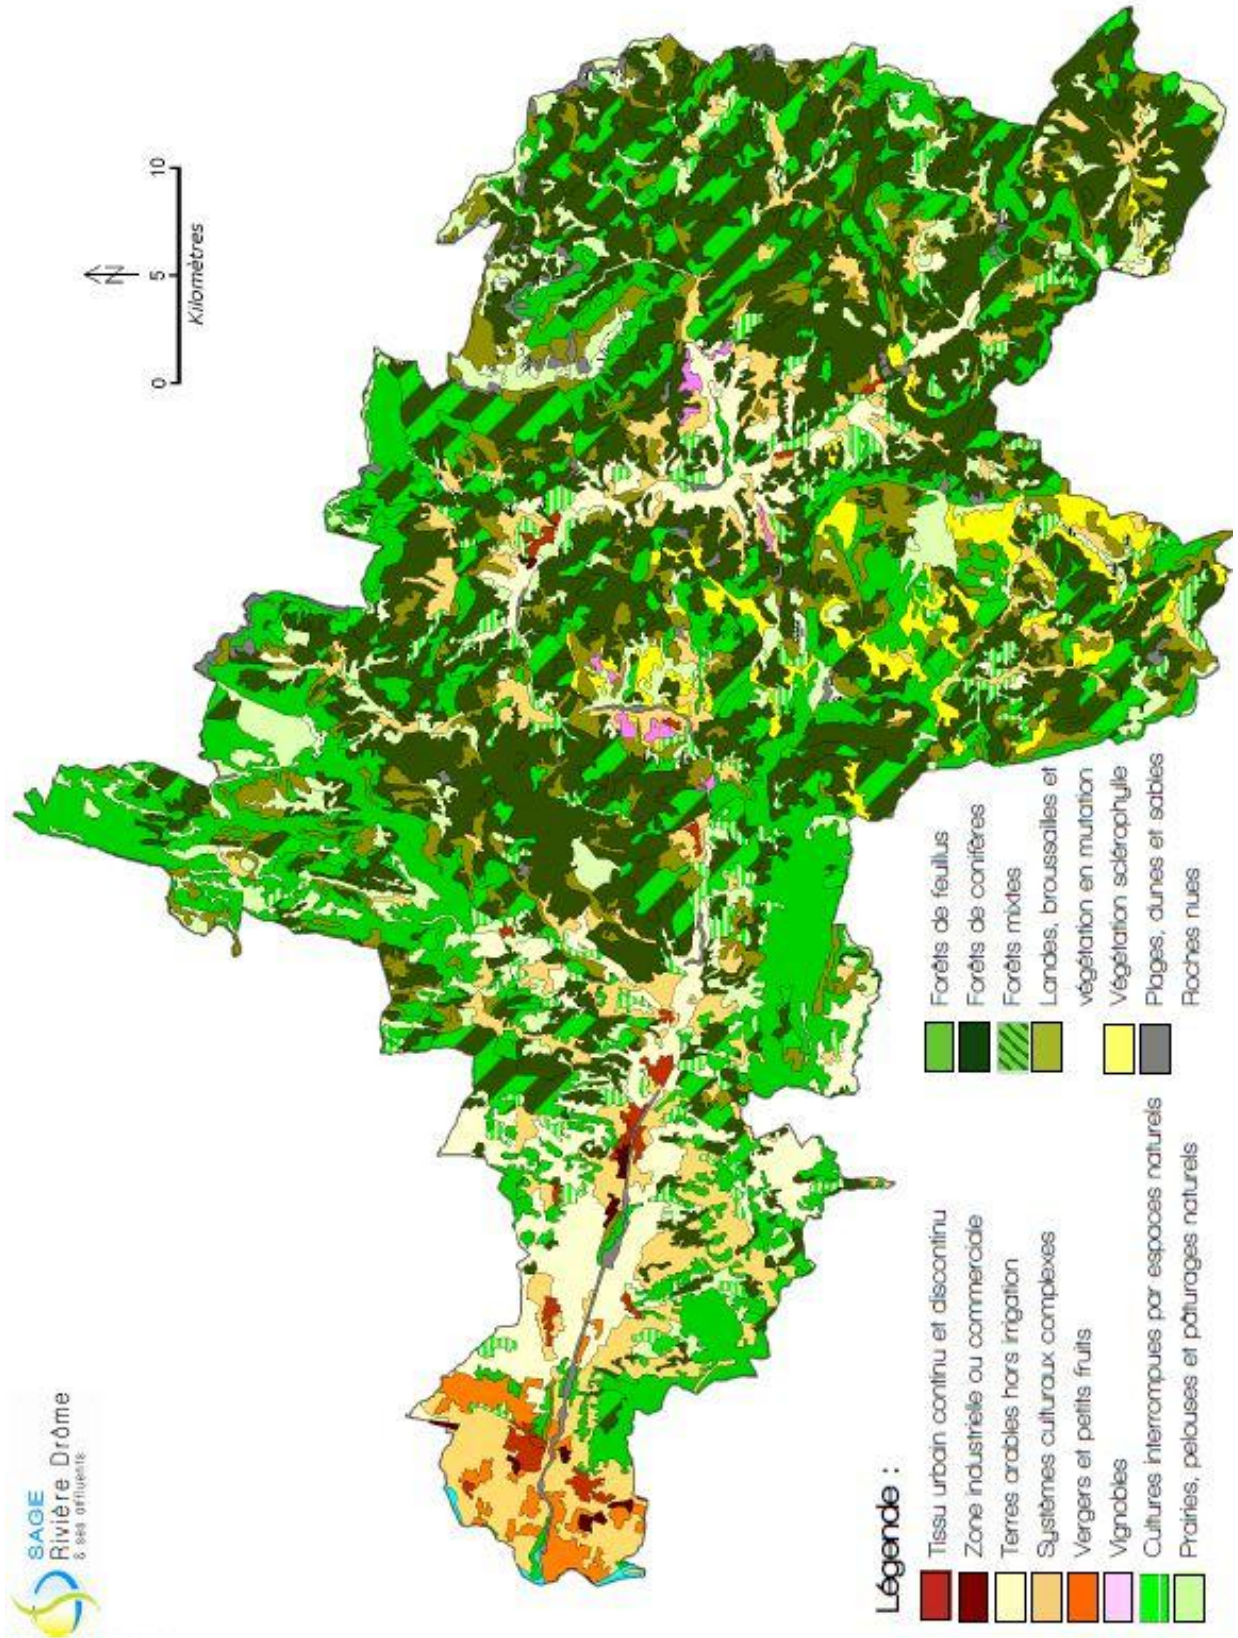 SAGE
Rivière Drôme
& ses affluents
N
0 5 10
Kilomètres
Légende :
Tissu urbain continu et discontinu
Zone industrielle ou commerciale
Terres arables hors irrigation
Systèmes culturaux complexes
Vergers et petits fruits
Vignobles
Cultures interrompues par espaces naturels
Prairies, pelouses et pâturages naturels
Forêts de feuillus
Forêts de conifères
Forêts mixtes
Landes, broussailles et
végétation en mutation
Végétation sclérophylle
Plages, dunes et sables
Roches nues